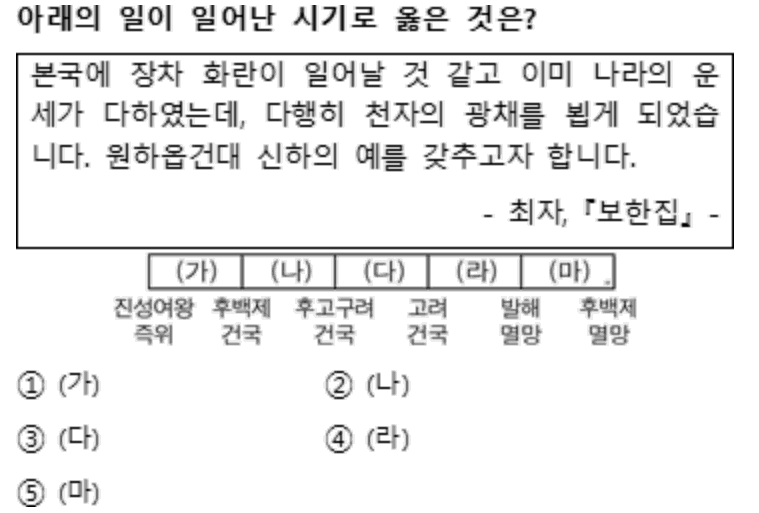 아래의 일이 일어난 시기로 옳은 것은?
본국에 장차 화란이 일어날 것 같고 이미 나라의 운
세가 다하였는데, 다행히 천자의 광채를 뵙게 되었습
니다. 원하옵건대 신하의 예를 갖추고자 합니다.
- 최자, 『보한집』 -
(가) (나) (다) (라) (마)
진성여왕 후백제 후고구려 고려 발해 후백제
즉위 건국 건국 건국 멸망 멸망
① (가) ② (나)
③ (다) ④ (라)
⑤ (마)